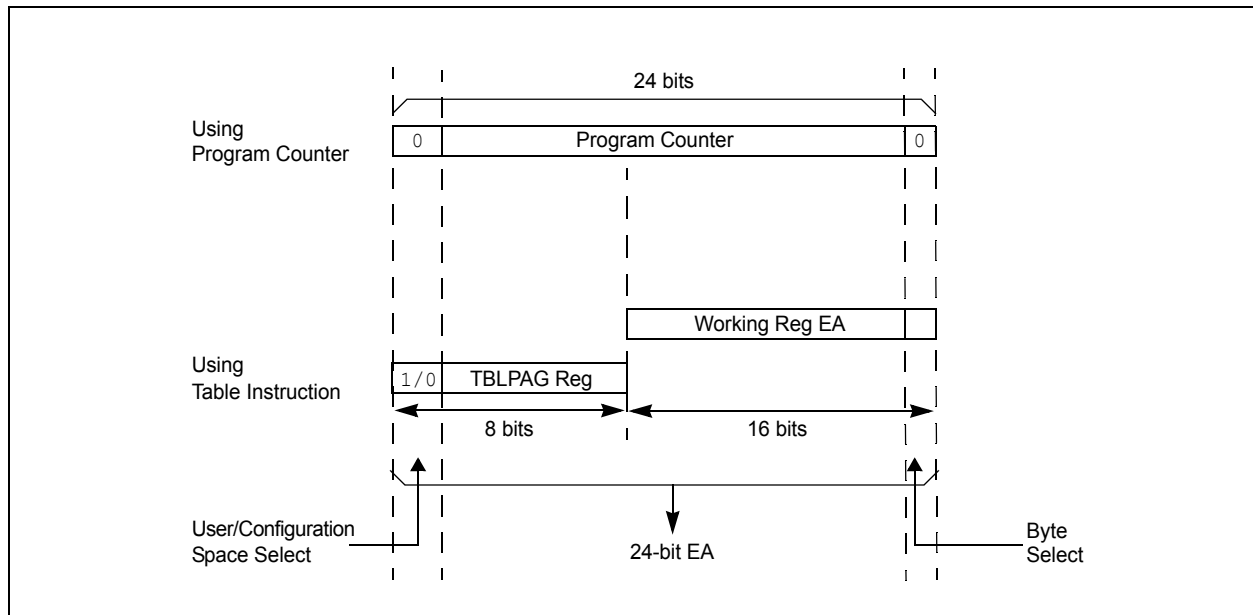 24 bits
Using
Program Counter
0
Program Counter
0
Working Reg EA
Using
Table Instruction
1/0
TBLPAG Reg
8 bits
16 bits
User/Configuration
Space Select
24-bit EA
Byte
Select